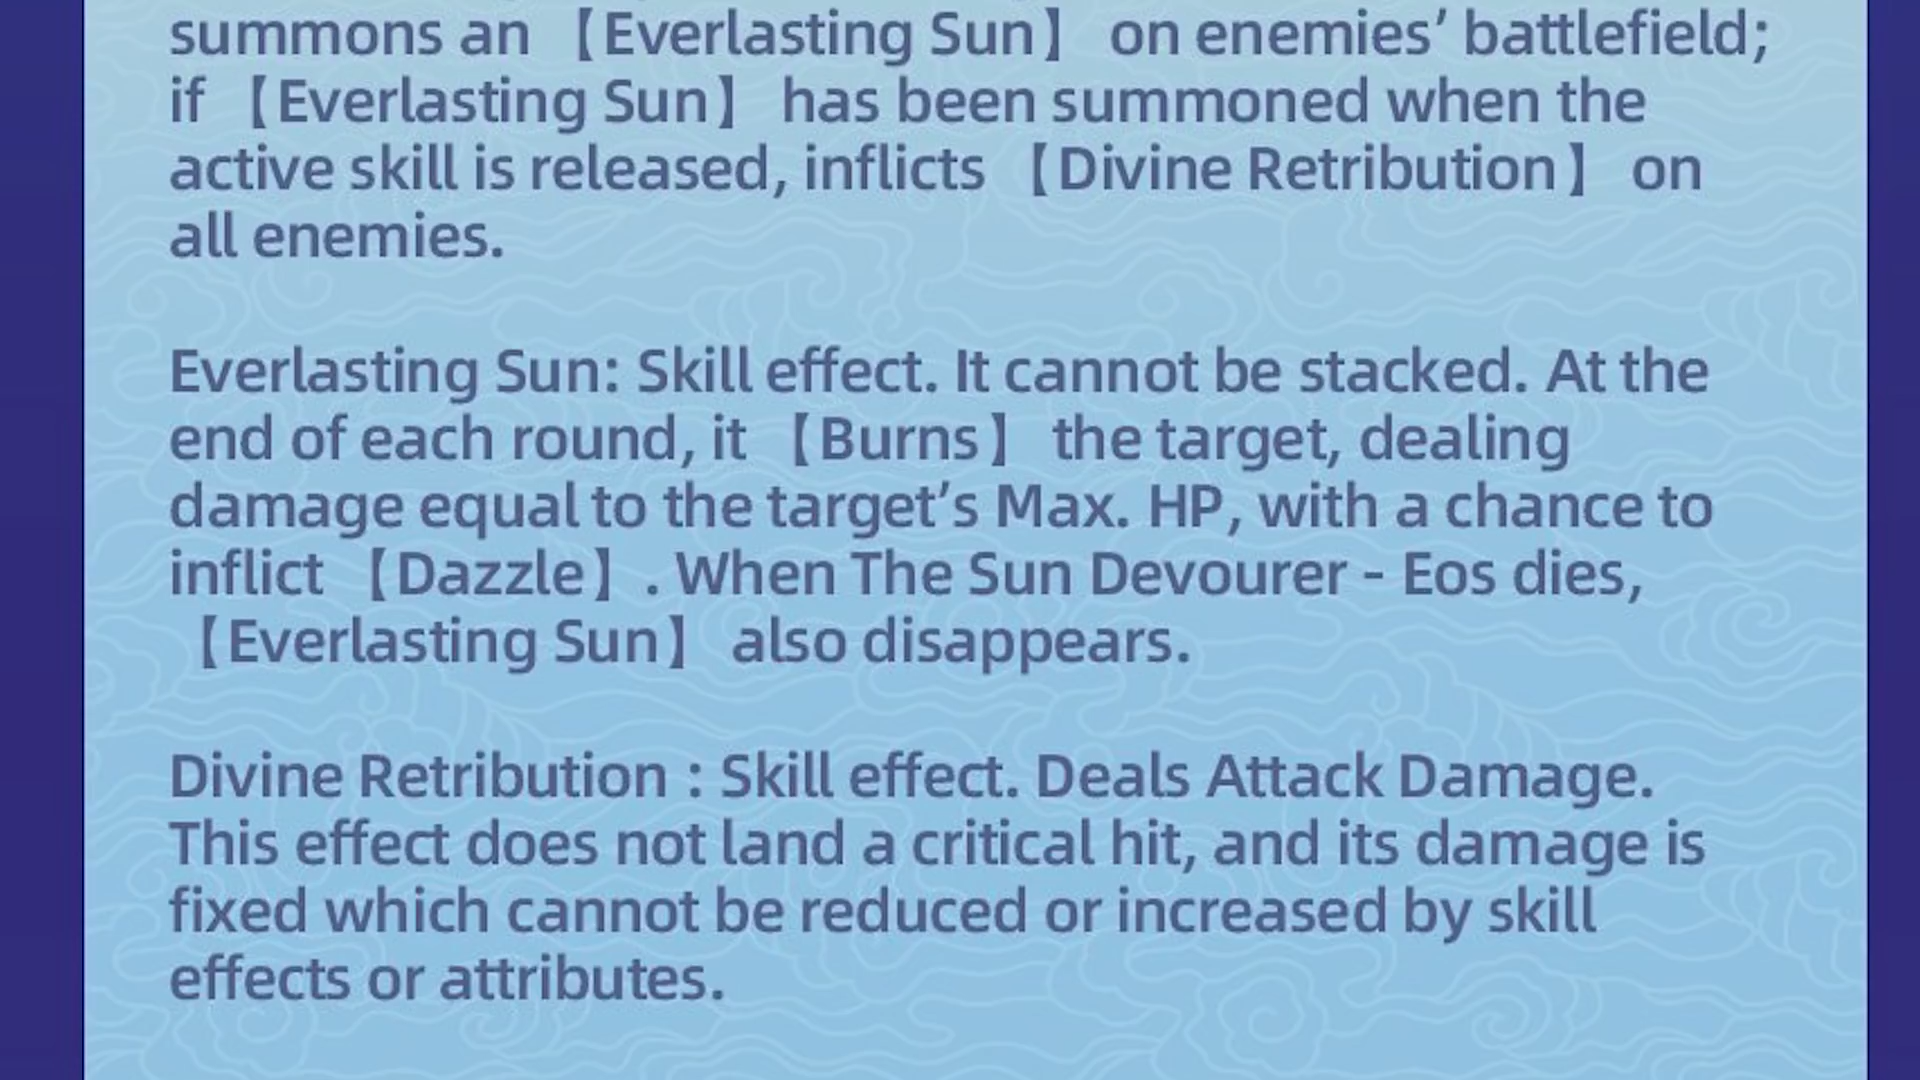 summons an 【Everlasting Sun】 on enemies’ battlefield;
if 【Everlasting Sun】 has been summoned when the
active skill is released, inflicts 【Divine Retribution】 on
all enemies.
Everlasting Sun: Skill effect. It cannot be stacked. At the
end of each round, it 【Burns】 the target, dealing
damage equal to the target’s Max. HP, with a chance to
inflict 【Dazzle】. When The Sun Devourer - Eos dies,
【Everlasting Sun】 also disappears.
Divine Retribution : Skill effect. Deals Attack Damage.
This effect does not land a critical hit, and its damage is
fixed which cannot be reduced or increased by skill
effects or attributes.